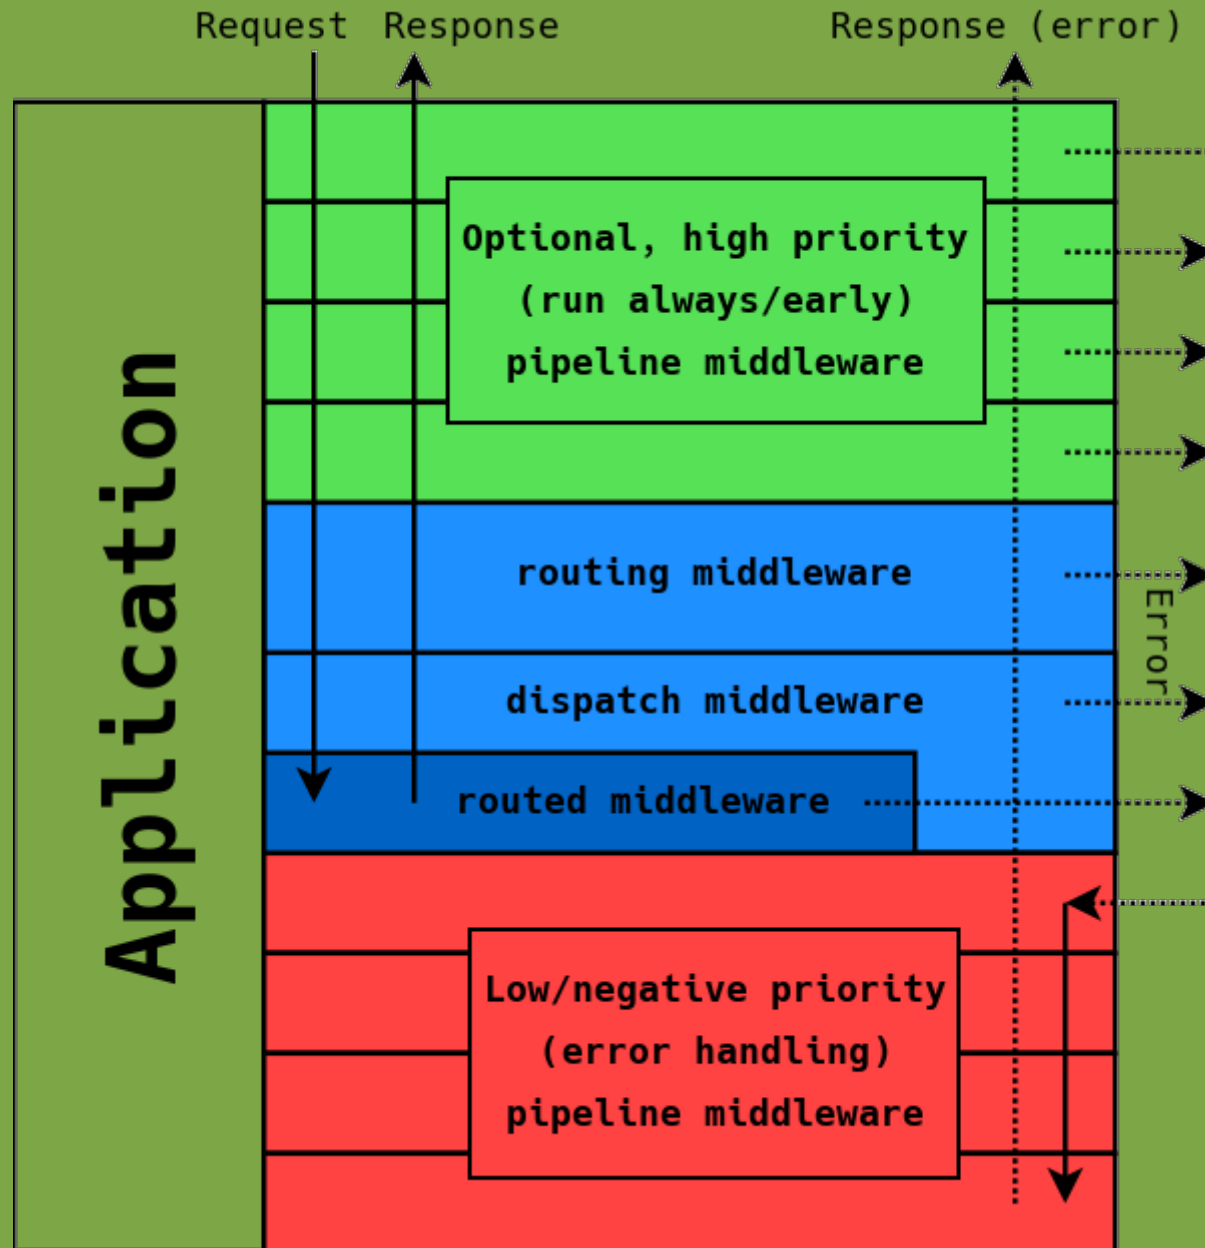 Request Response Response (error)
Application
Optional, high priority
(run always/early)
pipeline middleware
routing middleware
Error
dispatch middleware
routed middleware
Low/negative priority
(error handling)
pipeline middleware